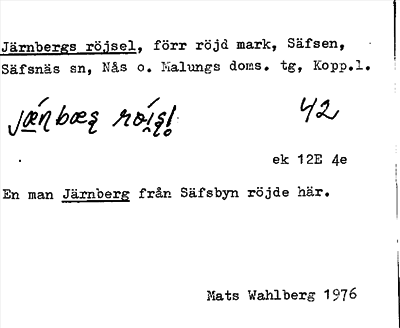 Järnbergs röjsel, förr röjd mark, Säfsen,
Säfsnäs sn, Nås o. Malungs doms. tg, Kopp.l.
42
ek 12E 4e
En man Järnberg från Säfsbyn röjde här.
Mats Wahlberg 1976